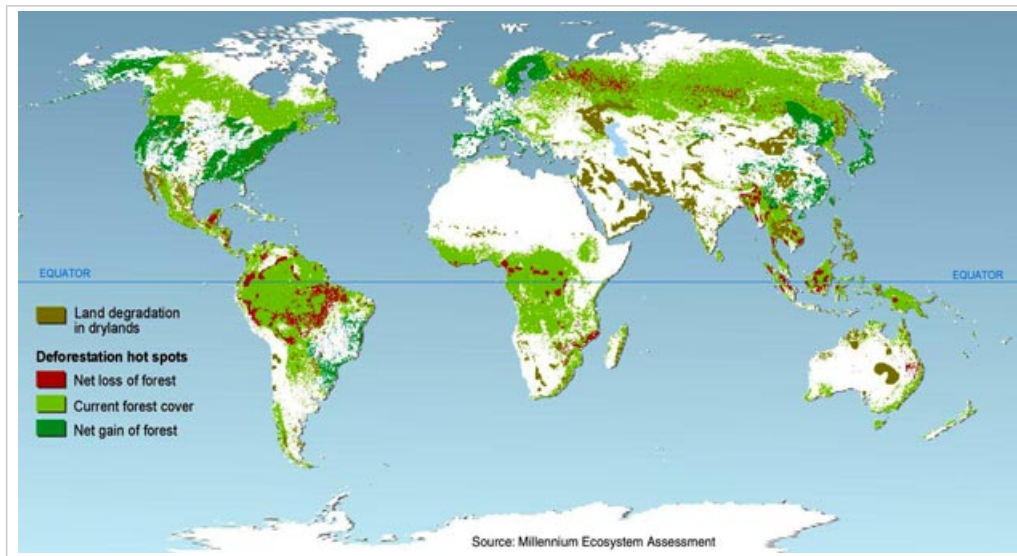 EQUATOR
EQUATOR
Land degradation
in drylands
Deforestation hot spots
Net loss of forest
Current forest cover
Net gain of forest
Source: Millennium Ecosystem Assessment